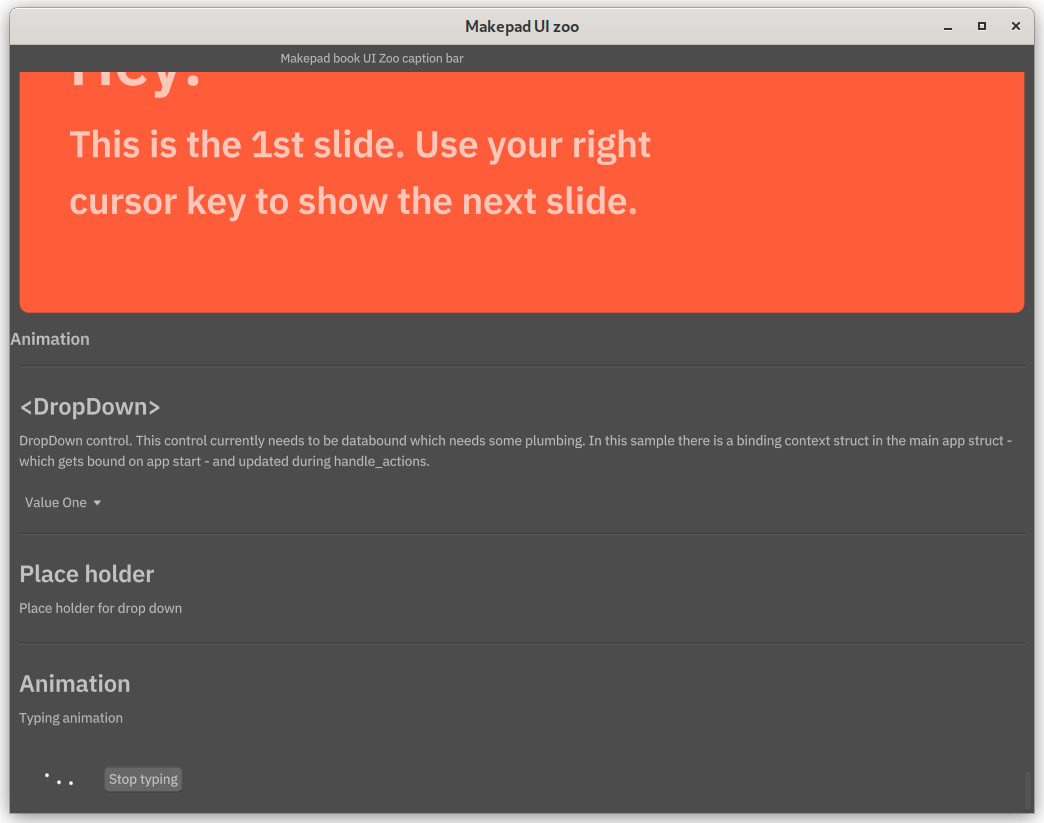 Makepad UI zoo
Makepad book UI Zoo caption bar
Hey!
This is the 1st slide. Use your right
cursor key to show the next slide.
Animation
<DropDown>
DropDown control. This control currently needs to be databound which needs some plumbing. In this sample there is a binding context struct in the main app struct -
which gets bound on app start - and updated during handle_actions.
Value One
Place holder
Place holder for drop down
Animation
Typing animation
Stop typing